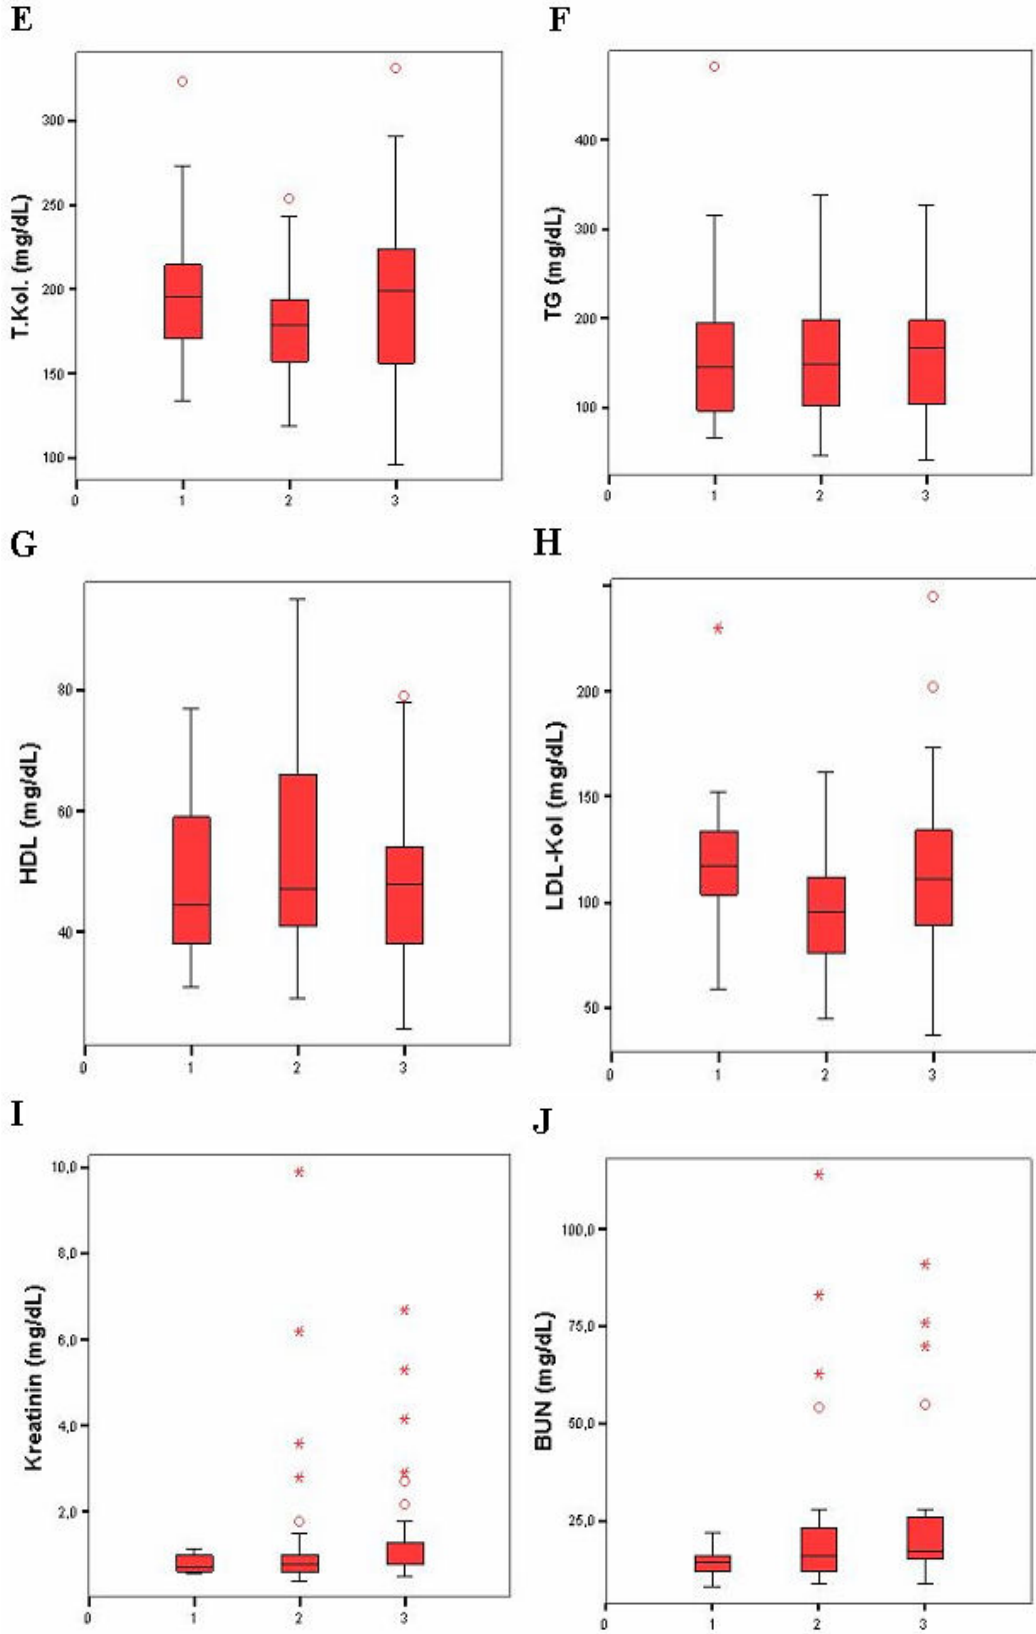 E
T.Kol. (mg/dL)
300
250
200
150
100
0 1 2 3
F
TG (mg/dL)
400
300
200
100
0 1 2 3
G
HDL (mg/dL)
80
60
40
0 1 2 3
H
LDL-Kol (mg/dL)
200
150
100
50
0 1 2 3
I
Kreatinin (mg/dL)
10,0
8,0
6,0
4,0
2,0
0 1 2 3
J
BUN (mg/dL)
100,0
75,0
50,0
25,0
0 1 2 3